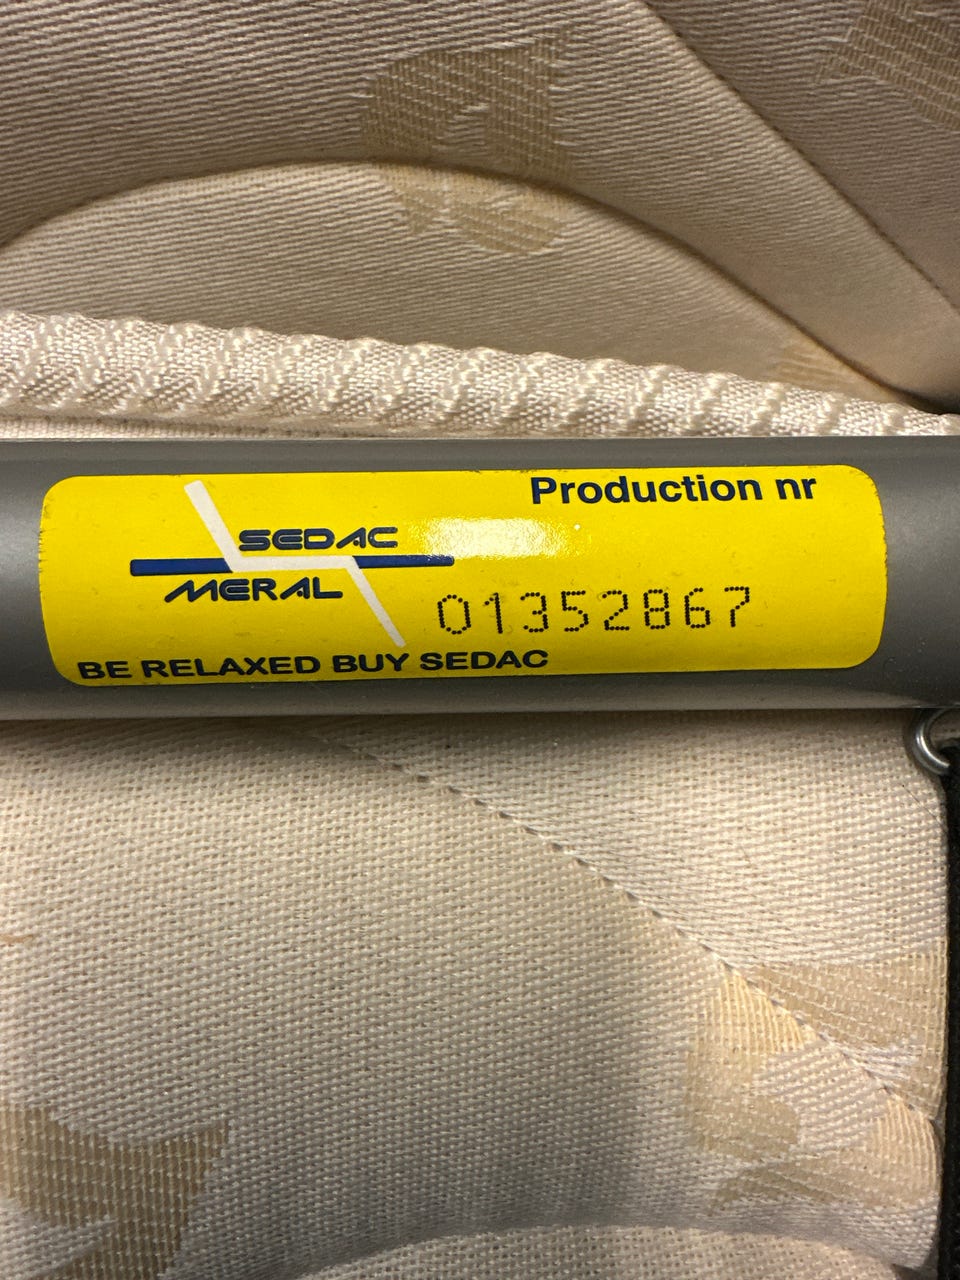 Production nr
SEDAC
MERAL
01352867
BE RELAXED BUY SEDAC